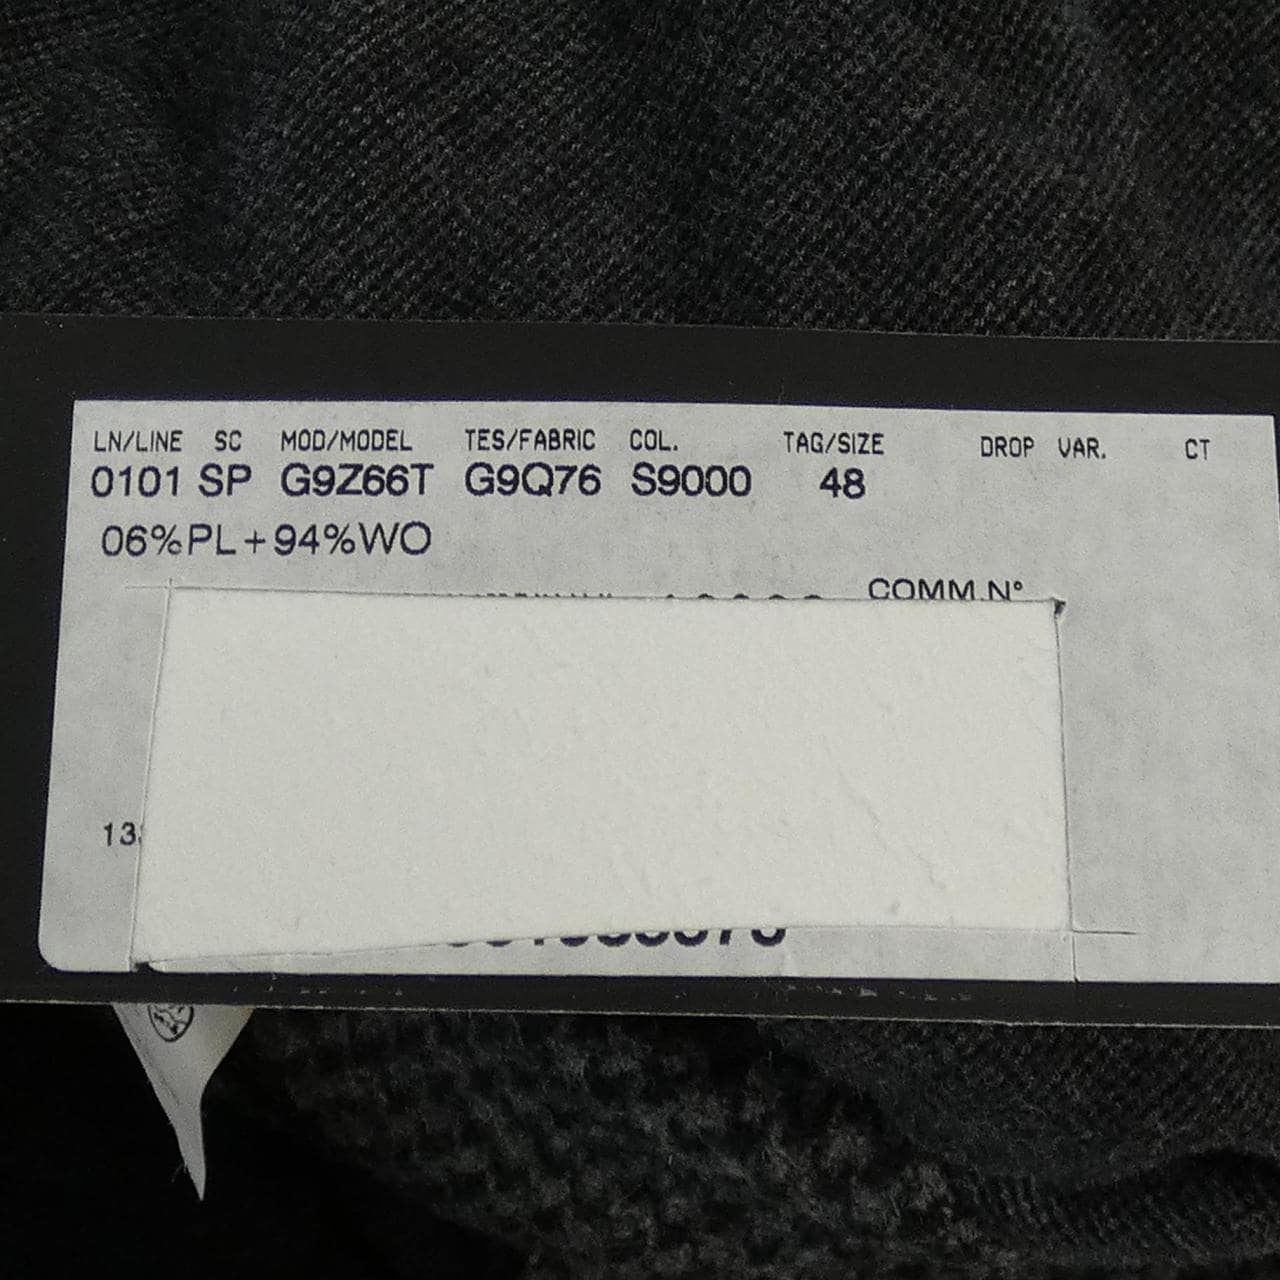 LN/LINE SC MOD/MODEL TES/FABRIC COL. TAG/SIZE DROP VAR. CT
0101 SP G9Z66T G9Q76 S9000 48
06%PL+94%WO
COMM.N°
13